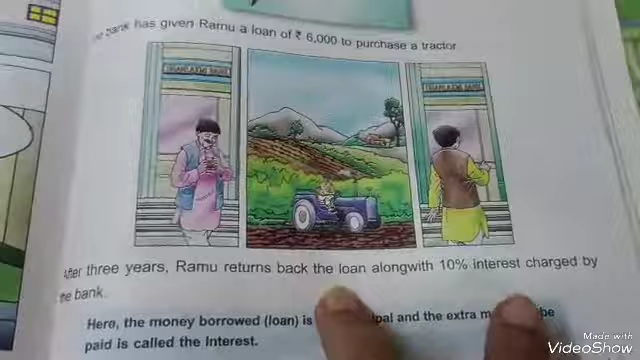 bank has given Ramu a loan of ₹ 6,000 to purchase a tractor
After three years, Ramu returns back the loan alongwith 10% interest charged by
the bank.
Here, the money borrowed (loan) is and the extra be
paid is called the Interest.
Made with
VideoShow